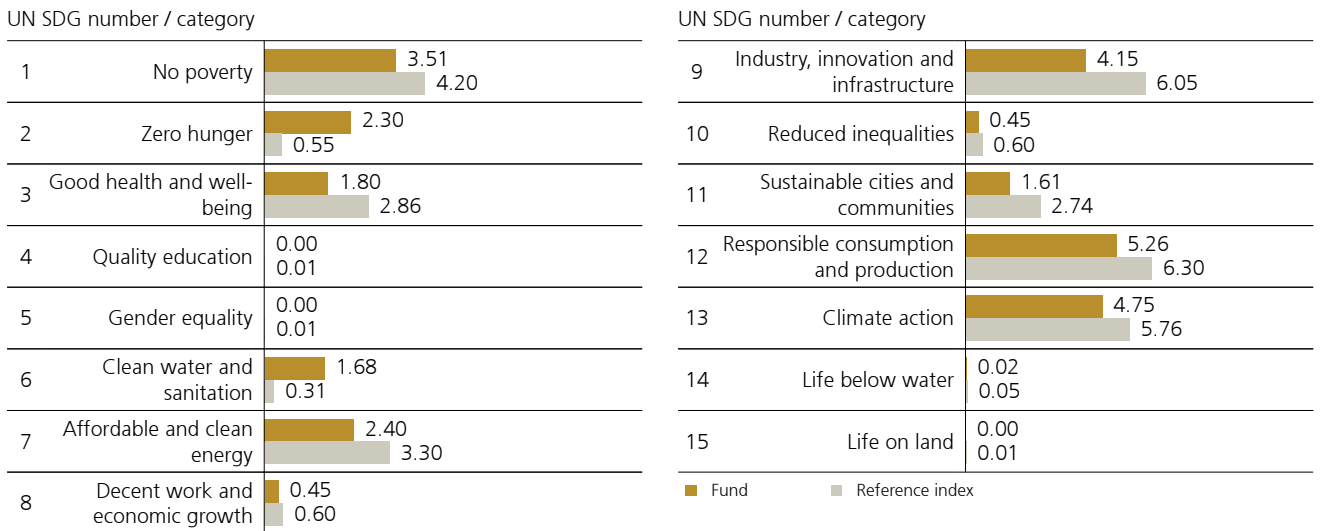 UN SDG number / category
1
No poverty
3.51
4.20
2
Zero hunger
2.30
0.55
3
Good health and well-
being
1.80
2.86
4
Quality education
0.00
0.01
5
Gender equality
0.00
0.01
6
Clean water and
sanitation
1.68
0.31
7
Affordable and clean
energy
2.40
3.30
8
Decent work and
economic growth
0.45
0.60
UN SDG number / category
9
Industry, innovation and
infrastructure
4.15
6.05
10
Reduced inequalities
0.45
0.60
11
Sustainable cities and
communities
1.61
2.74
12
Responsible consumption
and production
5.26
6.30
13
Climate action
4.75
5.76
14
Life below water
0.02
0.05
15
Life on land
0.00
0.01
Fund
Reference index